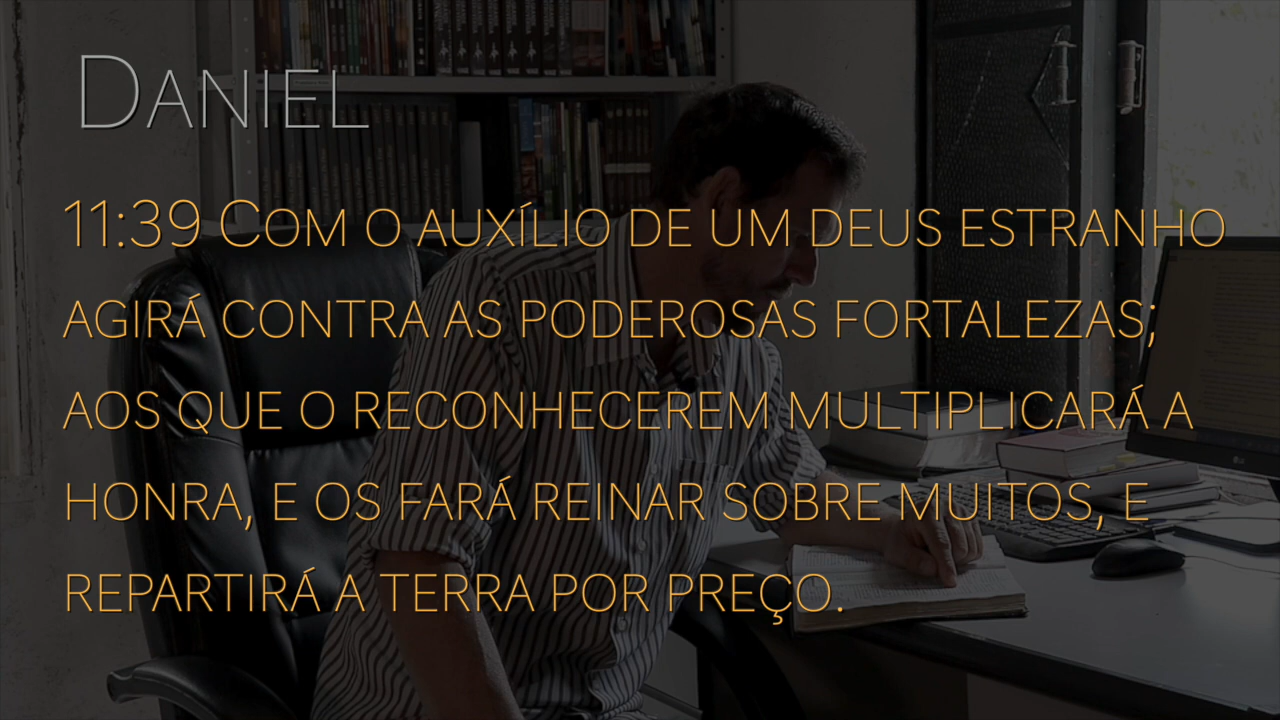 Daniel
11:39 Com o auxílio de um deus estranho
agirá contra as poderosas fortalezas;
aos que o reconhecerem multiplicará a
honra, e os fará reinar sobre muitos, e
repartirá a terra por preço.